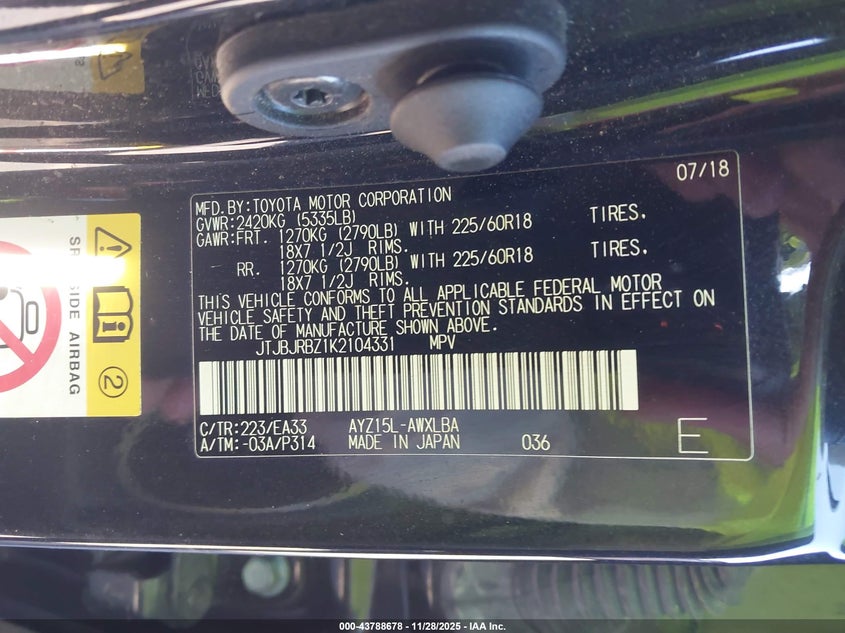 07/18
MFD.BY:TOYOTA MOTOR CORPORATION
GVWR:2420KG (5335LB)
GAWR:FRT. 1270KG (2790LB) WITH 225/60R18 TIRES.
18X7 1/2J RIMS.
RR. 1270KG (2790LB) WITH 225/60R18 TIRES.
18X7 1/2J RIMS.
THIS VEHICLE CONFORMS TO ALL APPLICABLE FEDERAL MOTOR
VEHICLE SAFETY AND THEFT PREVENTION STANDARDS IN EFFECT ON
THE DATE OF MANUFACTURE SHOWN ABOVE.
JTJBJRBZ1K2104331 MPV
C/TR:223/EA33 AYZ15L-AWXLBA
A/TM:-03A/P314 MADE IN JAPAN 036 E
SIDE AIRBAG
2
000-43788678 - 11/28/2025 - IAA Inc.